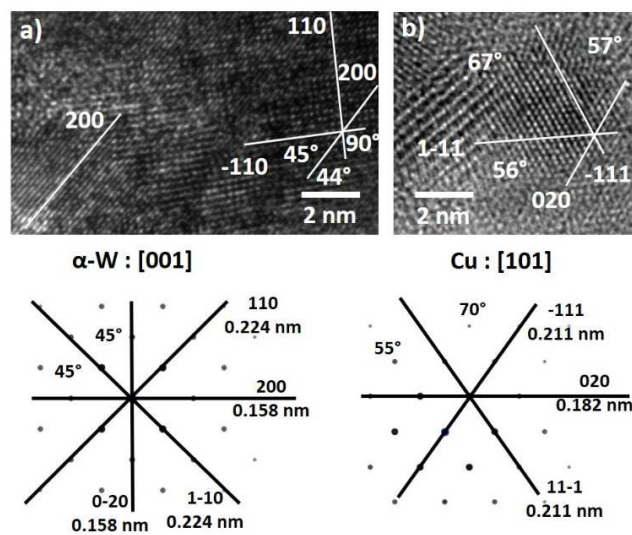 a)
110
200
200
-110
45°
90°
44°
2 nm
b)
67°
57°
1-11
56°
-111
020
2 nm
α-W : [001]
110
0.224 nm
45°
45°
200
0.158 nm
0-20
0.158 nm
1-10
0.224 nm
Cu : [101]
70°
-111
0.211 nm
55°
020
0.182 nm
11-1
0.211 nm